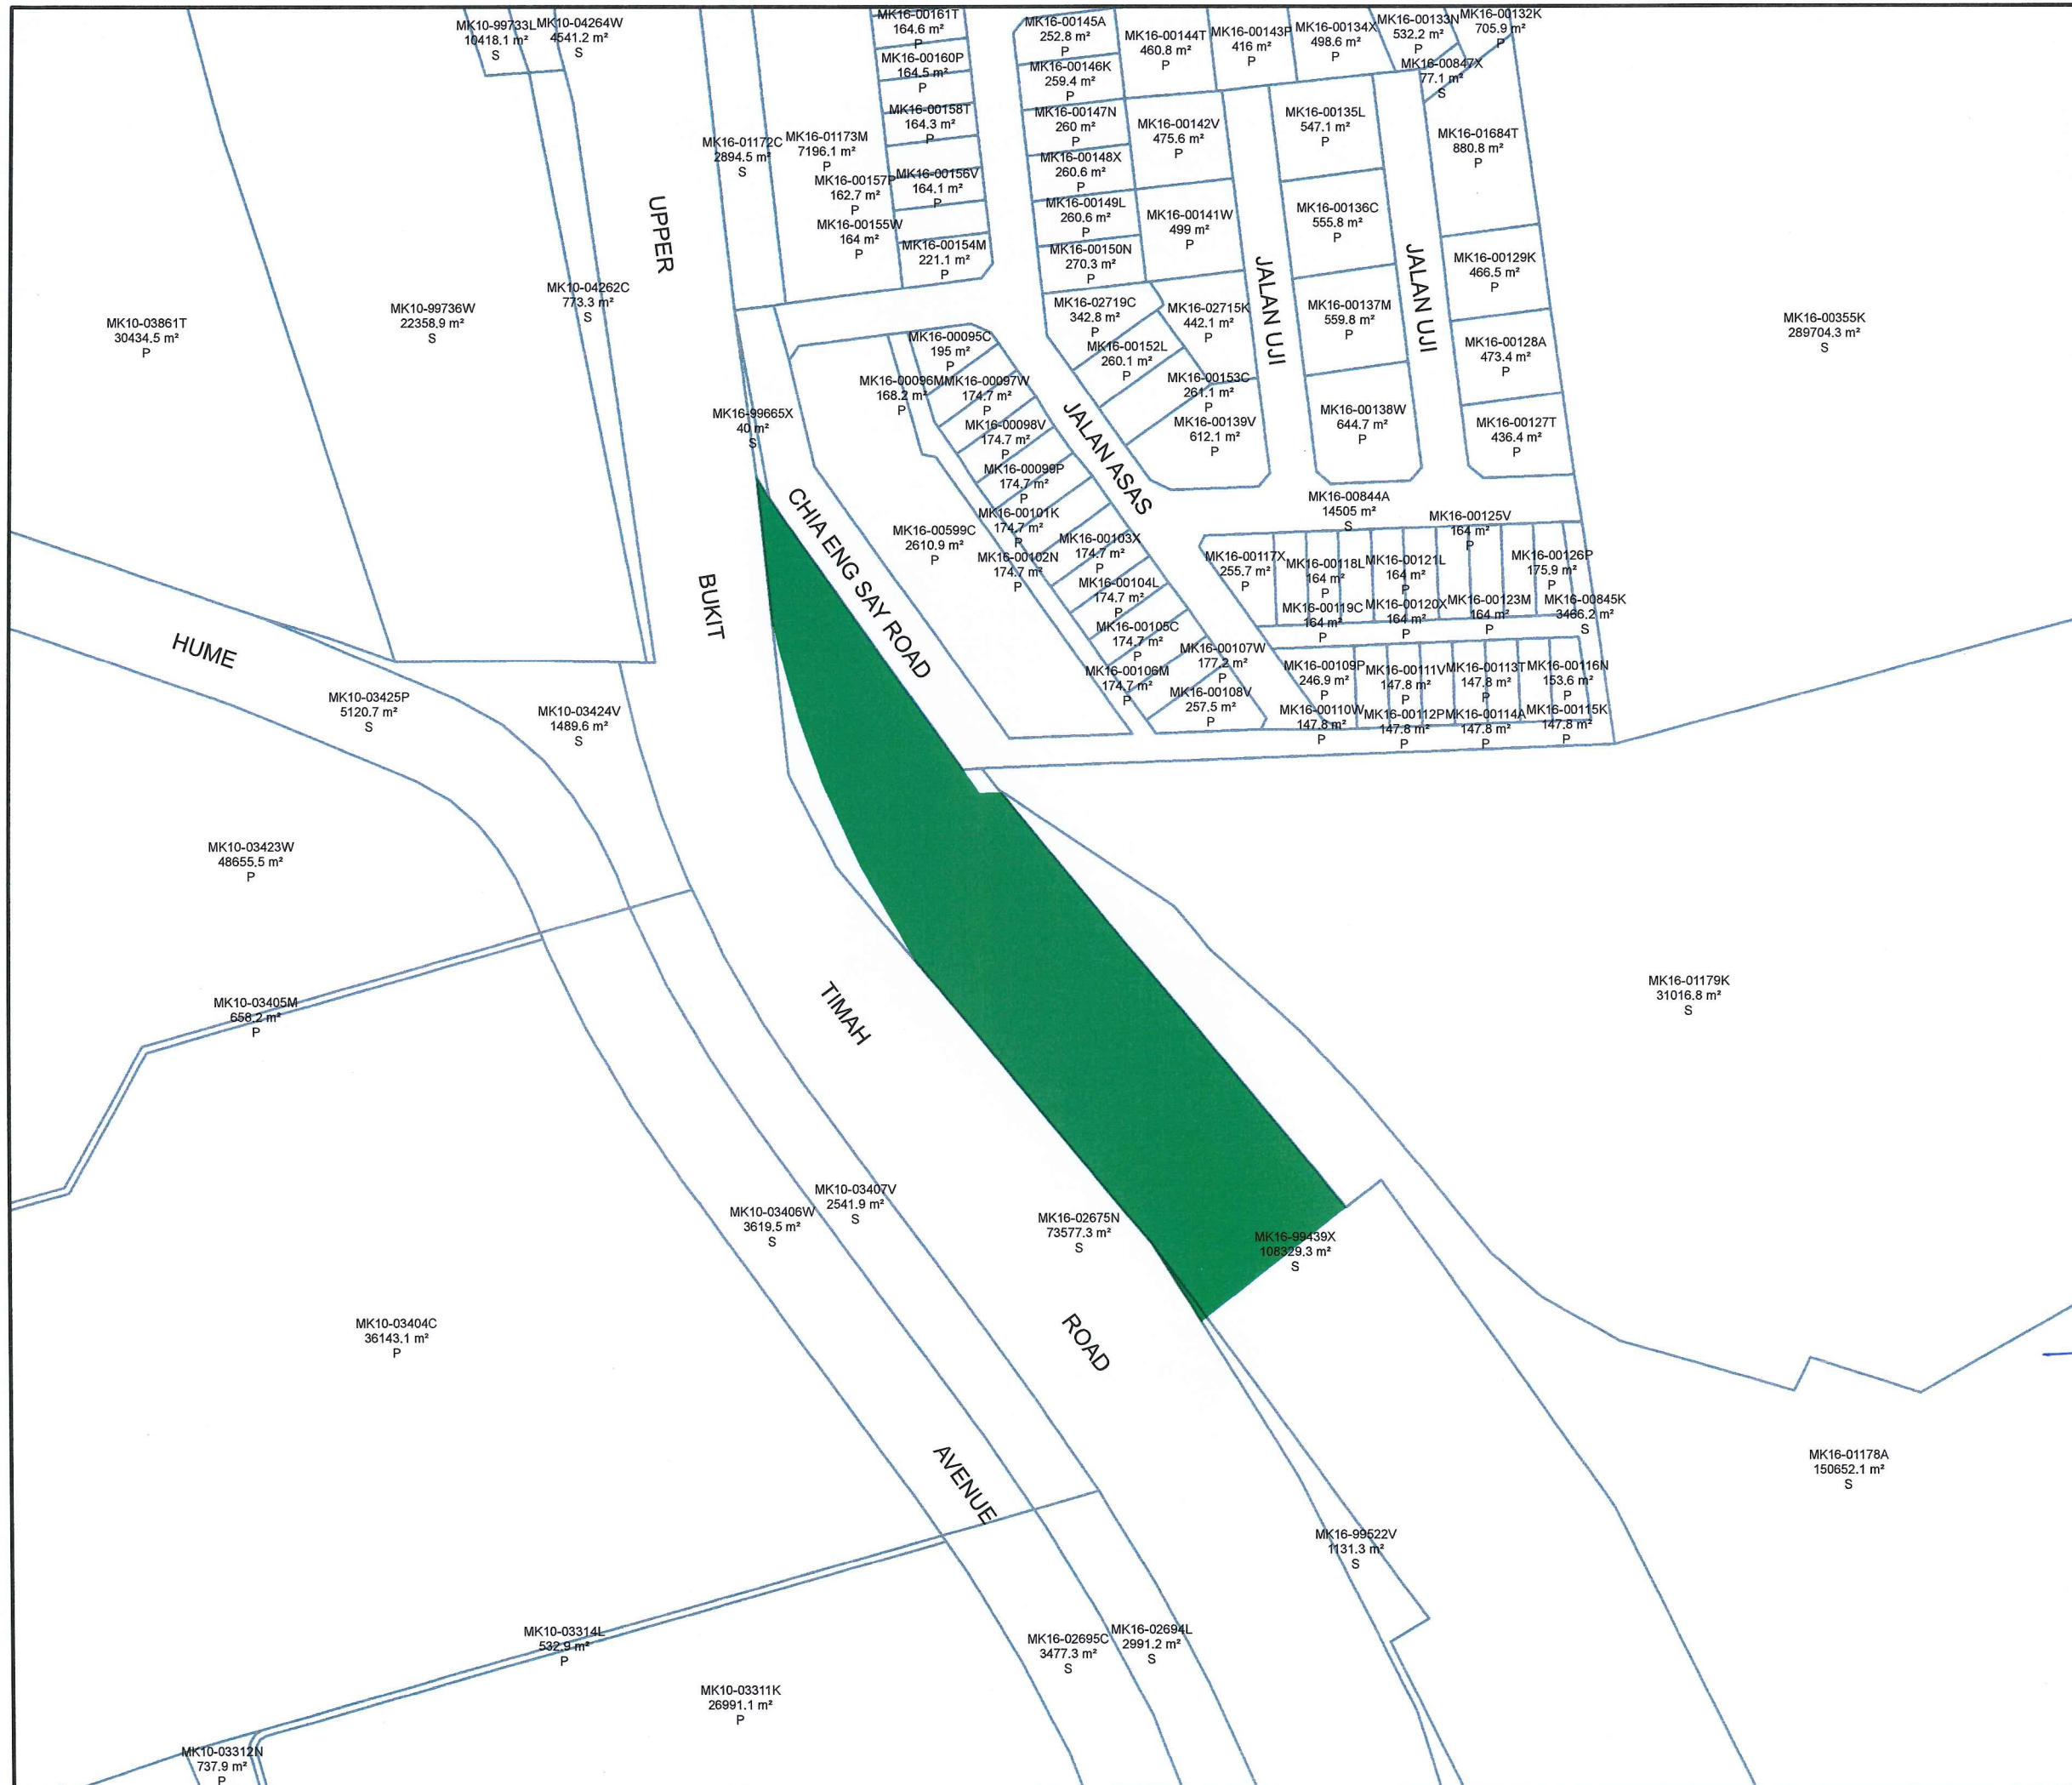 MK10-99733L
10418.1 m²
S
MK10-04264W
4541.2 m²
S
MK16-00161T
164.6 m²
P
MK16-00160P
164.5 m²
P
MK16-00158T
164.3 m²
P
MK16-00156V
164.1 m²
P
MK16-00154M
221.1 m²
P
MK16-01172C
2894.5 m²
S
MK16-01173M
7196.1 m²
P
MK16-00157P
162.7 m²
P
MK16-00155W
164 m²
P
MK16-00145A
252.8 m²
P
MK16-00146K
259.4 m²
P
MK16-00147N
260 m²
P
MK16-00148X
260.6 m²
P
MK16-00149L
260.6 m²
P
MK16-00150N
270.3 m²
P
MK16-00144T
460.8 m²
P
MK16-00143P
416 m²
P
MK16-00134X
498.6 m²
P
MK16-00133N
532.2 m²
P
MK16-00132K
705.9 m²
P
MK16-00847X
77.1 m²
S
MK16-00142V
475.6 m²
P
MK16-00141W
499 m²
P
MK16-00135L
547.1 m²
P
MK16-00136C
555.8 m²
P
MK16-00137M
559.8 m²
P
MK16-00138W
644.7 m²
P
MK16-01684T
880.8 m²
P
MK16-00129K
466.5 m²
P
MK16-00128A
473.4 m²
P
MK16-00127T
436.4 m²
P
JALAN UJI
JALAN UJI
MK16-02719C
342.8 m²
P
MK16-02715K
442.1 m²
P
MK16-00152L
260.1 m²
P
MK16-00153C
261.1 m²
P
MK16-00139V
612.1 m²
P
MK10-03861T
30434.5 m²
P
MK10-99736W
22358.9 m²
S
MK10-04262C
773.3 m²
S
UPPER
MK16-00355K
289704.3 m²
S
MK16-99665X
40 m²
S
MK16-00095C
195 m²
P
MK16-00096M
168.2 m²
P
MK16-00097W
174.7 m²
P
MK16-00098V
174.7 m²
P
MK16-00099P
174.7 m²
P
MK16-00101K
174.7 m²
P
MK16-00102N
174.7 m²
P
MK16-00103X
174.7 m²
P
MK16-00104L
174.7 m²
P
MK16-00105C
174.7 m²
P
MK16-00106M
174.7 m²
P
MK16-00107W
177.2 m²
P
MK16-00108V
257.5 m²
P
JALAN ASAS
MK16-00599C
2610.9 m²
P
CHIA ENG SAY ROAD
MK16-00844A
14505 m²
S
MK16-00117X
255.7 m²
P
MK16-00118L
164 m²
P
MK16-00121L
164 m²
P
MK16-00125V
164 m²
P
MK16-00126P
175.9 m²
P
MK16-00119C
164 m²
P
MK16-00120X
164 m²
P
MK16-00123M
164 m²
P
MK16-00845K
3466.2 m²
S
MK16-00109P
246.9 m²
P
MK16-00111V
147.8 m²
P
MK16-00113T
147.8 m²
P
MK16-00116N
153.6 m²
P
MK16-00110W
147.8 m²
P
MK16-00112P
147.8 m²
P
MK16-00114A
147.8 m²
P
MK16-00115K
147.8 m²
P
BUKIT
HUME
MK10-03425P
5120.7 m²
S
MK10-03424V
1489.6 m²
S
MK10-03423W
48655.5 m²
P
MK10-03405M
658.2 m²
P
TIMAH
MK16-01179K
31016.8 m²
S
MK10-03406W
3619.5 m²
S
MK10-03407V
2541.9 m²
S
MK16-02675N
73577.3 m²
S
MK16-99439X
108329.3 m²
S
ROAD
MK10-03404C
36143.1 m²
P
AVENUE
MK16-01178A
150652.1 m²
S
MK16-99522V
1131.3 m²
S
MK10-03314L
532.9 m²
P
MK16-02695C
3477.3 m²
S
MK16-02694L
2991.2 m²
S
MK10-03311K
26991.1 m²
P
MK10-03312N
737.9 m²
P